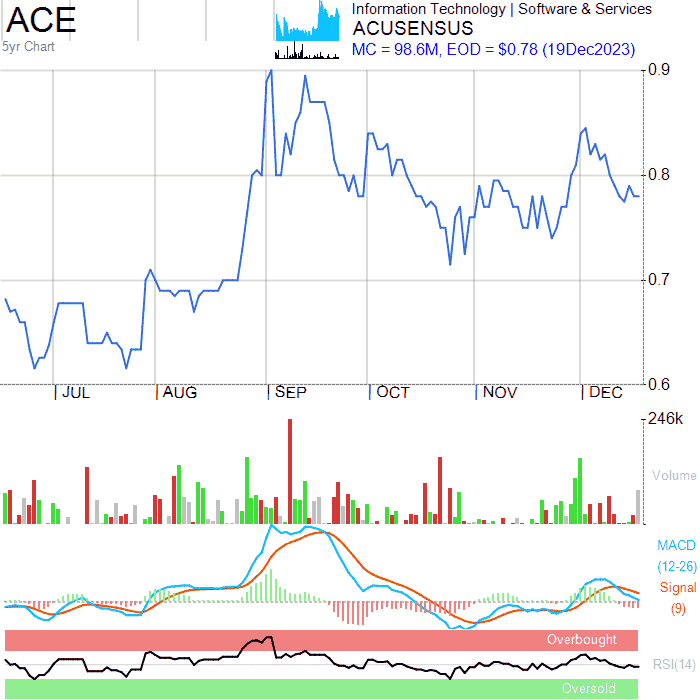 ACE
5yr Chart
Information Technology | Software & Services
ACUSENSUS
MC = 98.6M, EOD = $0.78 (19Dec2023)
0.9
0.8
0.7
0.6
JUL AUG SEP OCT NOV DEC
246k
Volume
MACD
(12-26)
Signal
(9)
Overbought
RSI(14)
Oversold